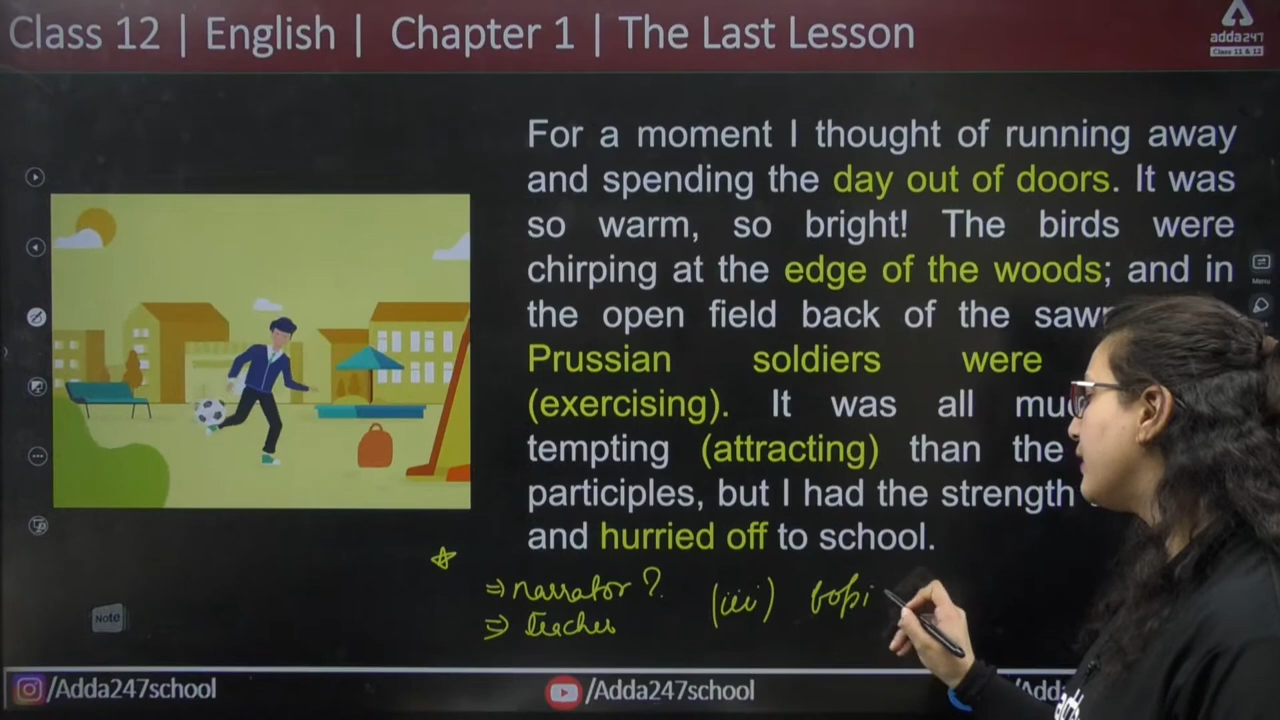 Class 12 | English | Chapter 1 | The Last Lesson
adda247
Class 11 & 12
For a moment I thought of running away
and spending the day out of doors. It was
so warm, so bright! The birds were
chirping at the edge of the woods; and in
the open field back of the
Prussian soldiers were
(exercising). It was all
tempting (attracting) than the
participles, but I had the strength
and hurried off to school.
Menu
⇒ narrator ?
⇒ teacher
(iii)
Note
/Adda247school
/Adda247school